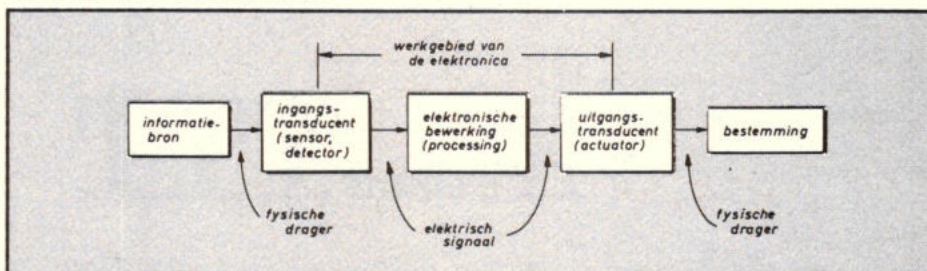 werkgebied van
de elektronica
informatie-
bron
ingangs-
transducent
(sensor,
detector)
elektronische
bewerking
(processing)
uitgangs-
transducent
(actuator)
bestemming
fysische
drager
elektrisch
signaal
fysische
drager